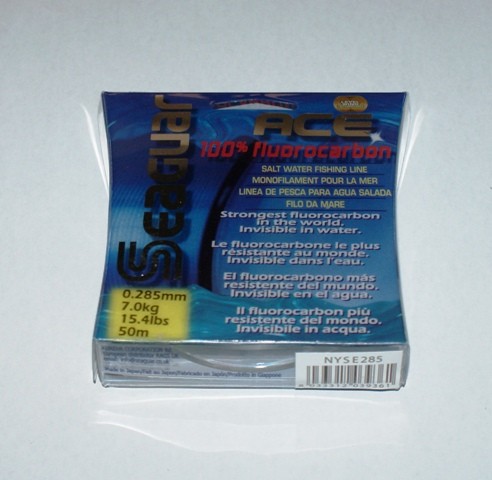 Seaguar
ACE
100% fluorocarbon
SALT WATER FISHING LINE
MONOFILAMENT POUR LA MER
LINEA DE PESCA PARA AGUA SALADA
FILO DA MARE
Strongest fluorocarbon
in the world.
Invisible in water.
Le fluorocarbone le plus
résistante au monde.
Invisible dans l'eau.
El fluorocarbono más
resistente del mundo.
Invisible en el agua.
Il fluorocarbon più
resistente del mondo.
Invisibile in acqua.
0.285mm
7.0kg
15.4lbs
50m
NYSE285